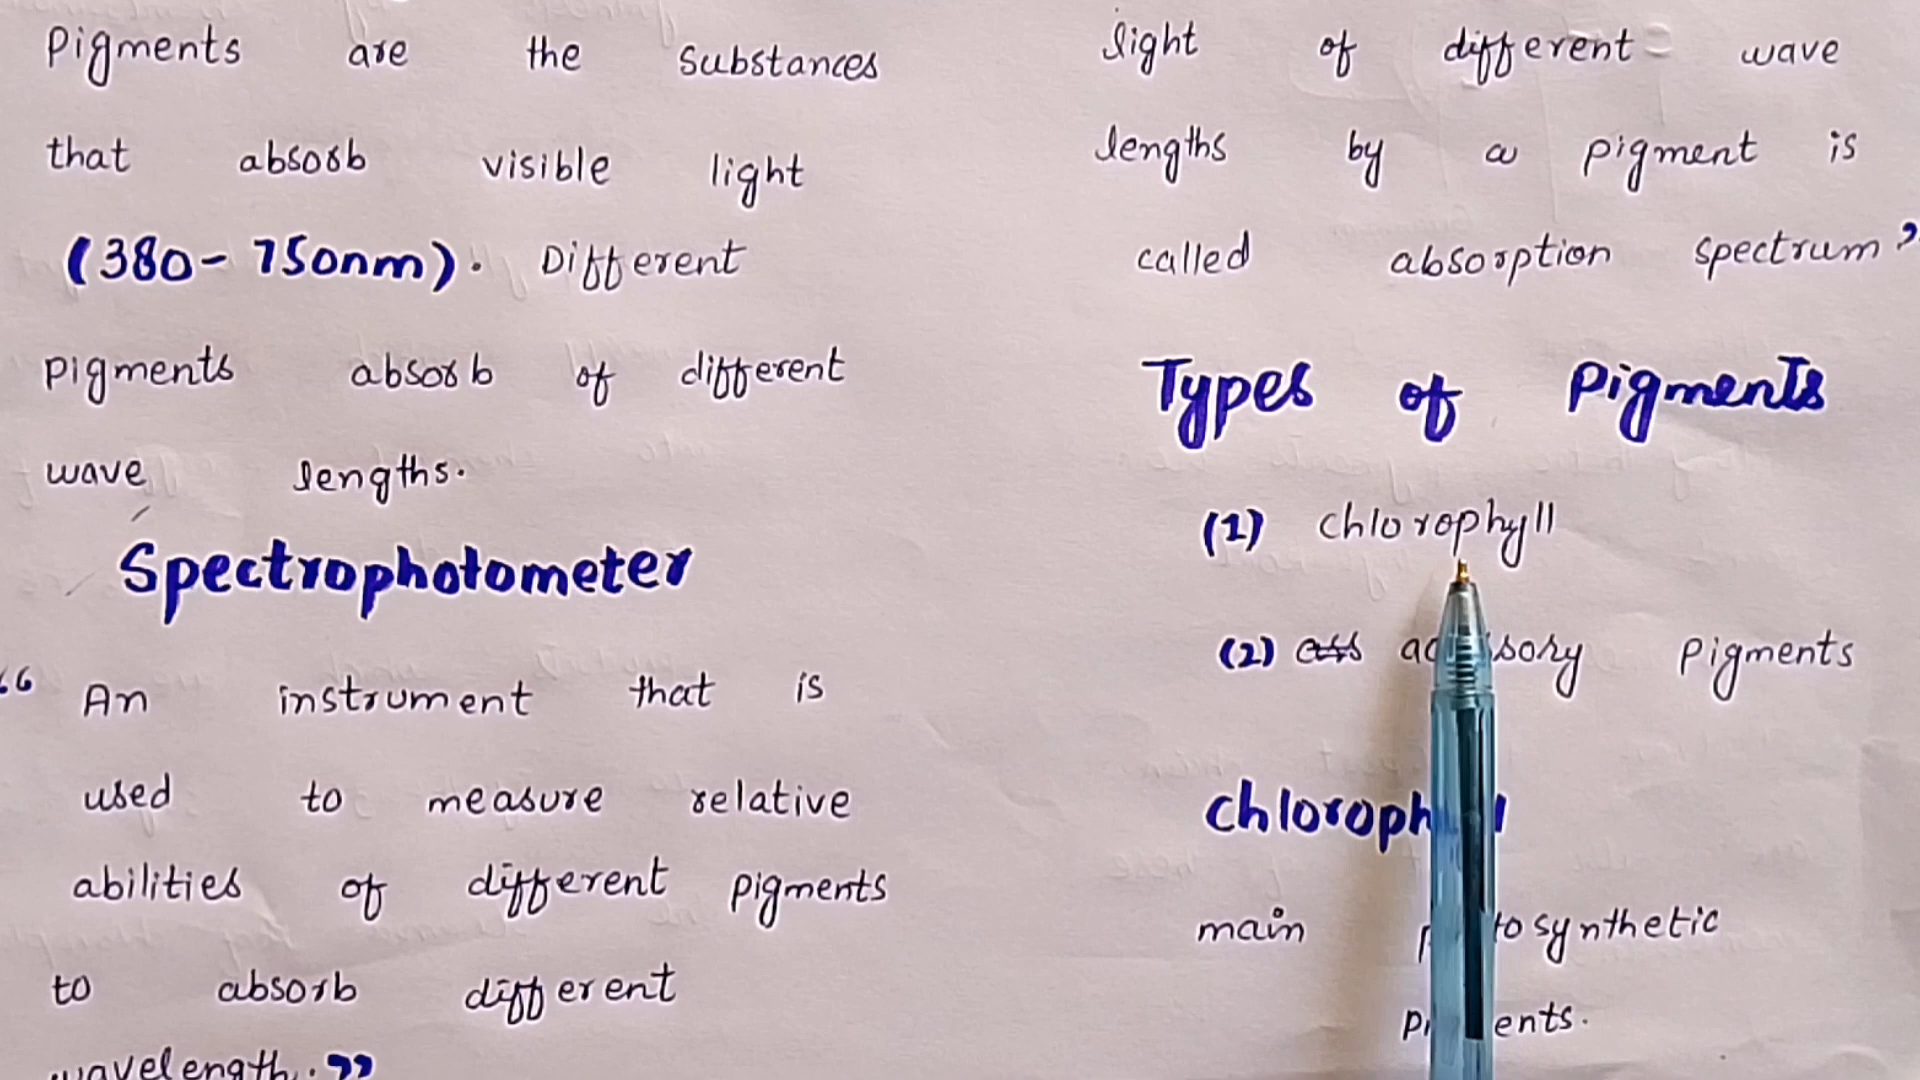 Pigments are the substances
that absorb visible light
(380-750nm). Different
pigments absorb of different
wave lengths.
Spectrophotometer
"An instrument that is
used to measure relative
abilities of different pigments
to absorb different
wavelength."
light of different wave
lengths by a pigment is
called absorption spectrum"
Types of Pigments
(1) chlorophyll
(2) pigments
main